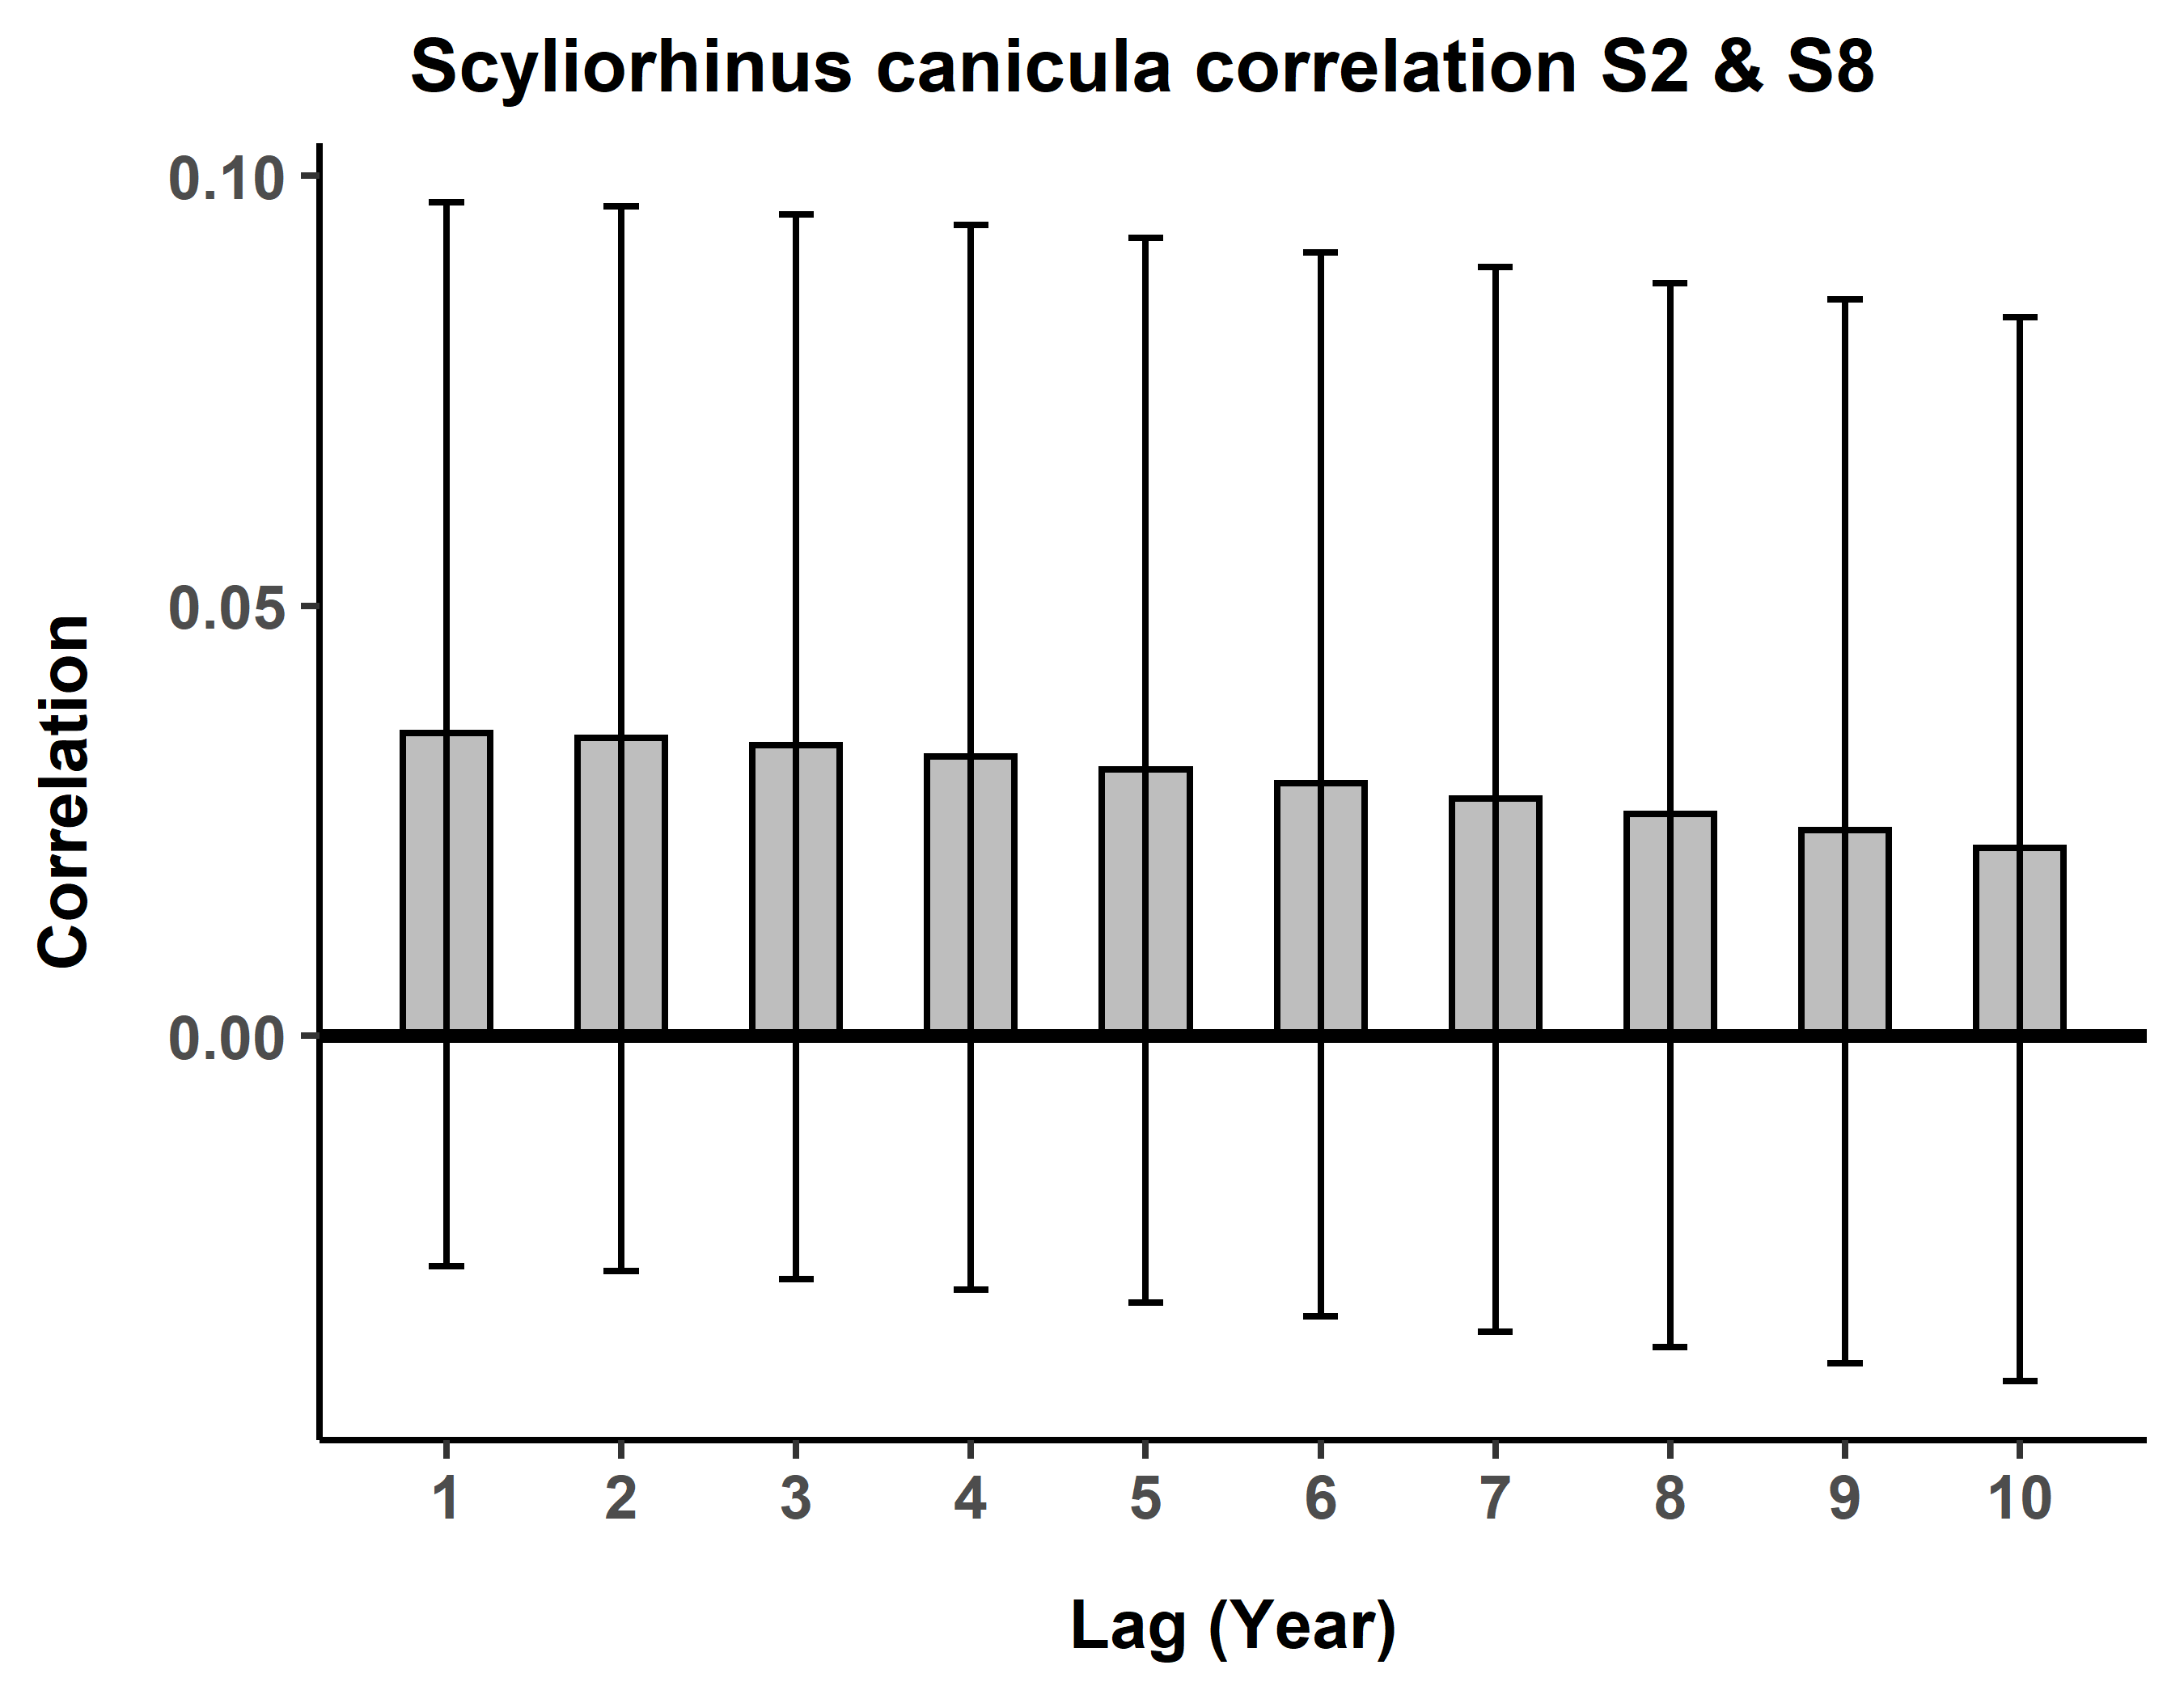 Scyliorhinus canicula correlation S2 & S8
0.10
0.05
0.00
Correlation
1 2 3 4 5 6 7 8 9 10
Lag (Year)